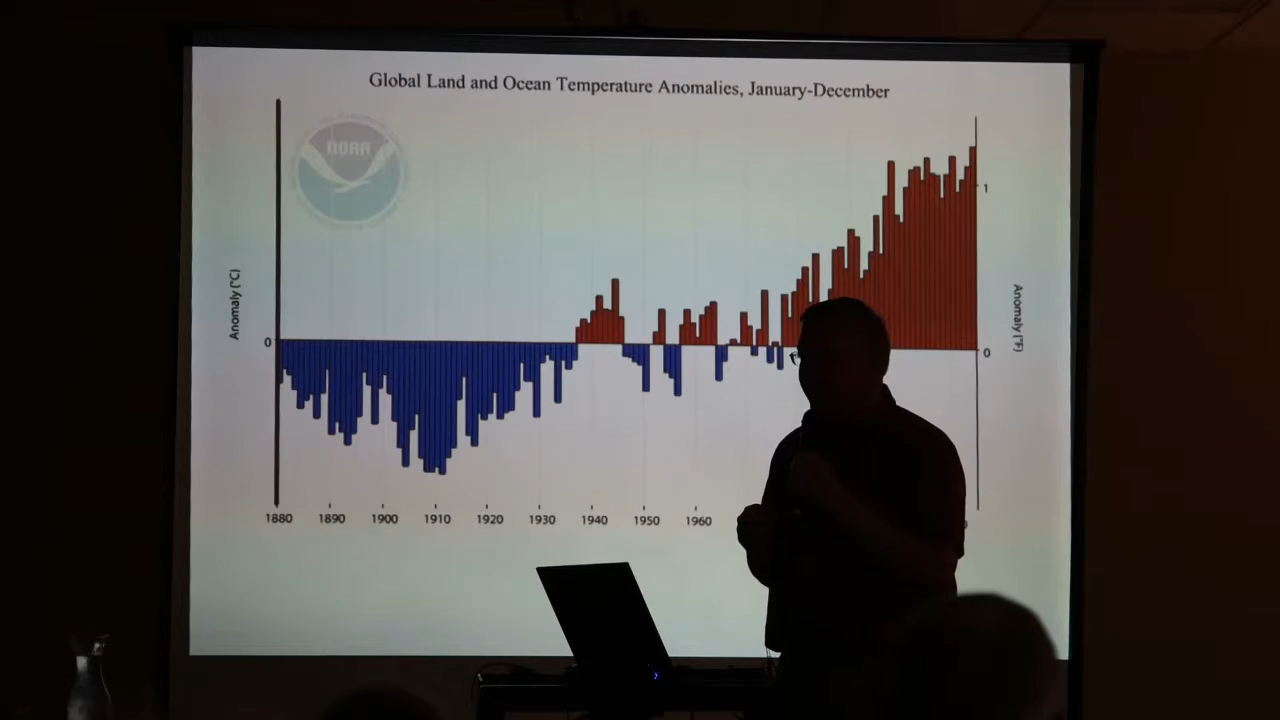 Global Land and Ocean Temperature Anomalies, January-December
NOAA
1
Anomaly (°C)
Anomaly (°F)
0
0
1880 1890 1900 1910 1920 1930 1940 1950 1960